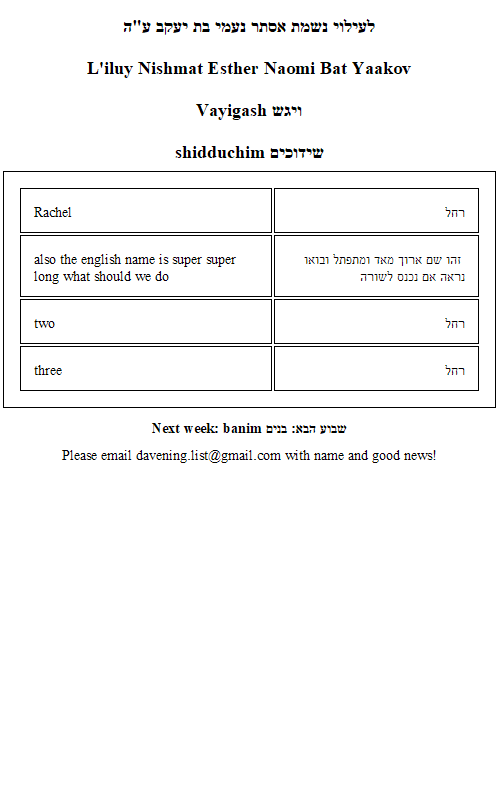 לעילוי נשמת אסתר נעמי בת יעקב ע"ה
L'iluy Nishmat Esther Naomi Bat Yaakov
Vayigash ויגש
shidduchim שידוכים
Rachel
רחל
also the english name is super super
long what should we do
זהו שם ארוך מאד ומתפתל ובואו
נראה אם נכנס לשורה
two
רחל
three
רחל
Next week: banim שבוע הבא: בנים
Please email davening.list@gmail.com with name and good news!